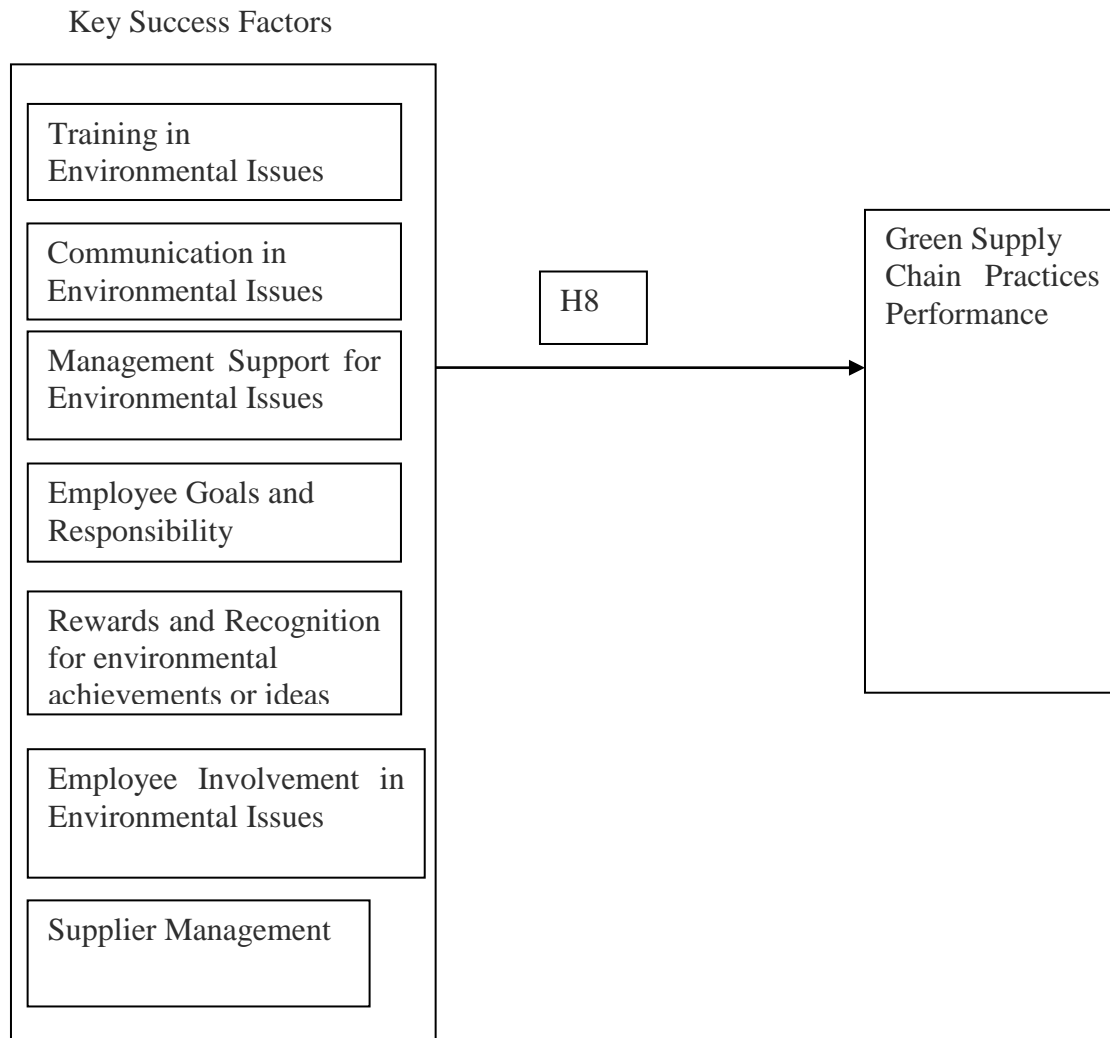 Key Success Factors
Training in
Environmental Issues
Communication in
Environmental Issues
Management Support for
Environmental Issues
Employee Goals and
Responsibility
Rewards and Recognition
for environmental
achievements or ideas
Employee Involvement in
Environmental Issues
Supplier Management
H8
Green Supply
Chain Practices
Performance